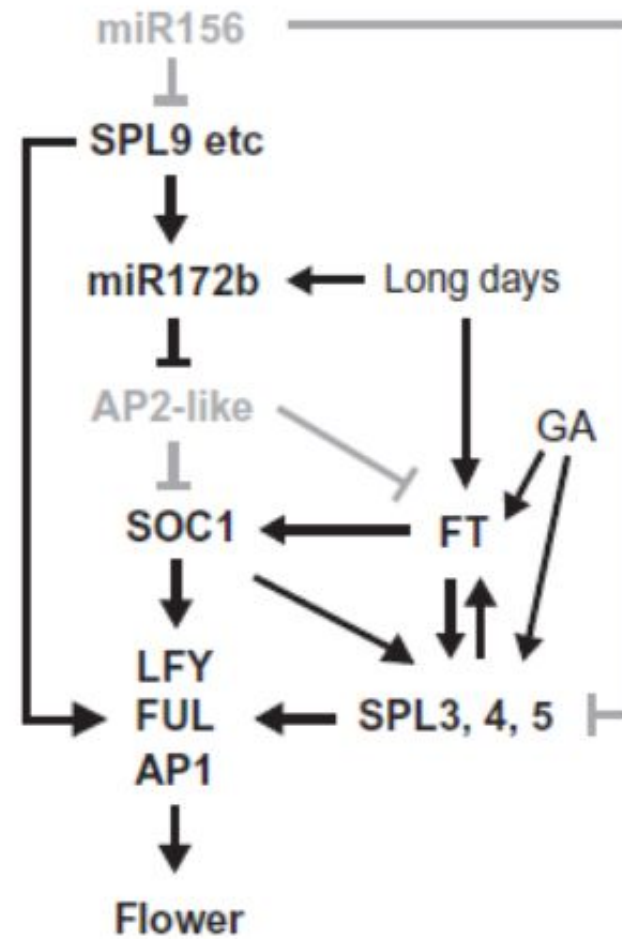 miR156
SPL9 etc
miR172b
Long days
AP2-like
GA
SOC1
FT
LFY
FUL
SPL3, 4, 5
AP1
Flower